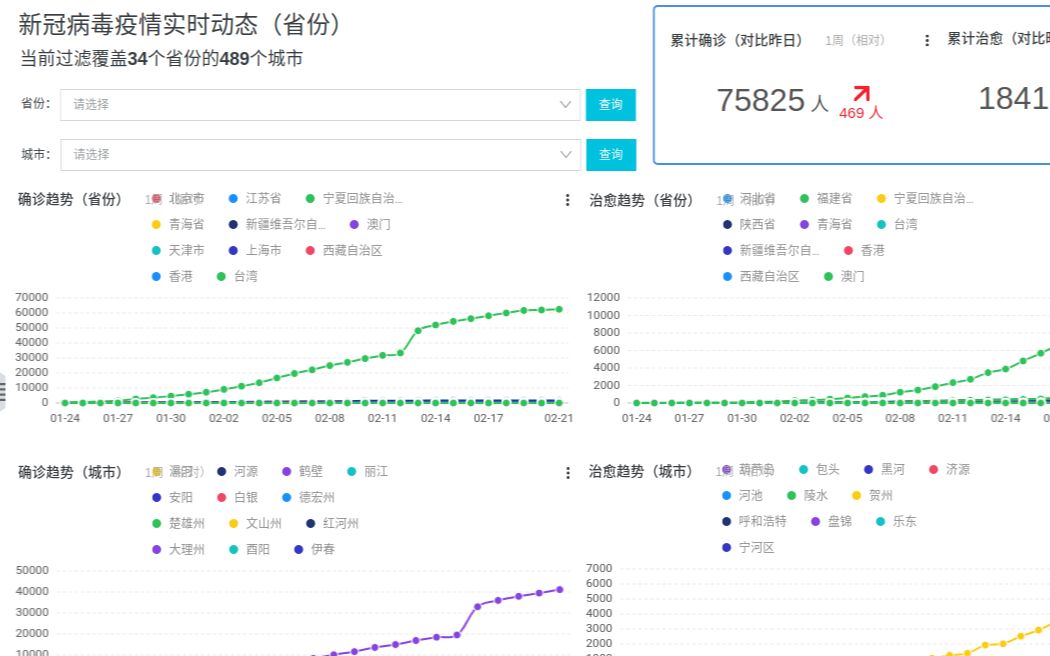 新冠病毒疫情实时动态（省份）
当前过滤覆盖34个省份的489个城市
省份： 请选择 查询
城市： 请选择 查询
累计确诊（对比昨日） 1周（相对）
75825 人 469 人
累计治愈（对比昨
1841
确诊趋势（省份）
北京市 江苏省 宁夏回族自治...
青海省 新疆维吾尔自... 澳门
天津市 上海市 西藏自治区
香港 台湾
70000
60000
50000
40000
30000
20000
10000
0
01-24 01-27 01-30 02-02 02-05 02-08 02-11 02-14 02-17 02-21
治愈趋势（省份）
河北省 福建省 宁夏回族自治...
陕西省 青海省 台湾
新疆维吾尔自... 香港
西藏自治区 澳门
12000
10000
8000
6000
4000
2000
0
01-24 01-27 01-30 02-02 02-05 02-08 02-11 02-14 0
确诊趋势（城市）
河源 鹤壁 丽江
安阳 白银 德宏州
楚雄州 文山州 红河州
大理州 酉阳 伊春
50000
40000
30000
20000
10000
治愈趋势（城市）
葫芦岛 包头 黑河 济源
河池 陵水 贺州
呼和浩特 盘锦 乐东
宁河区
7000
6000
5000
4000
3000
2000
1000